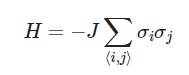 $H = -J \sum_{\langle i,j \rangle} \sigma_i \sigma_j$